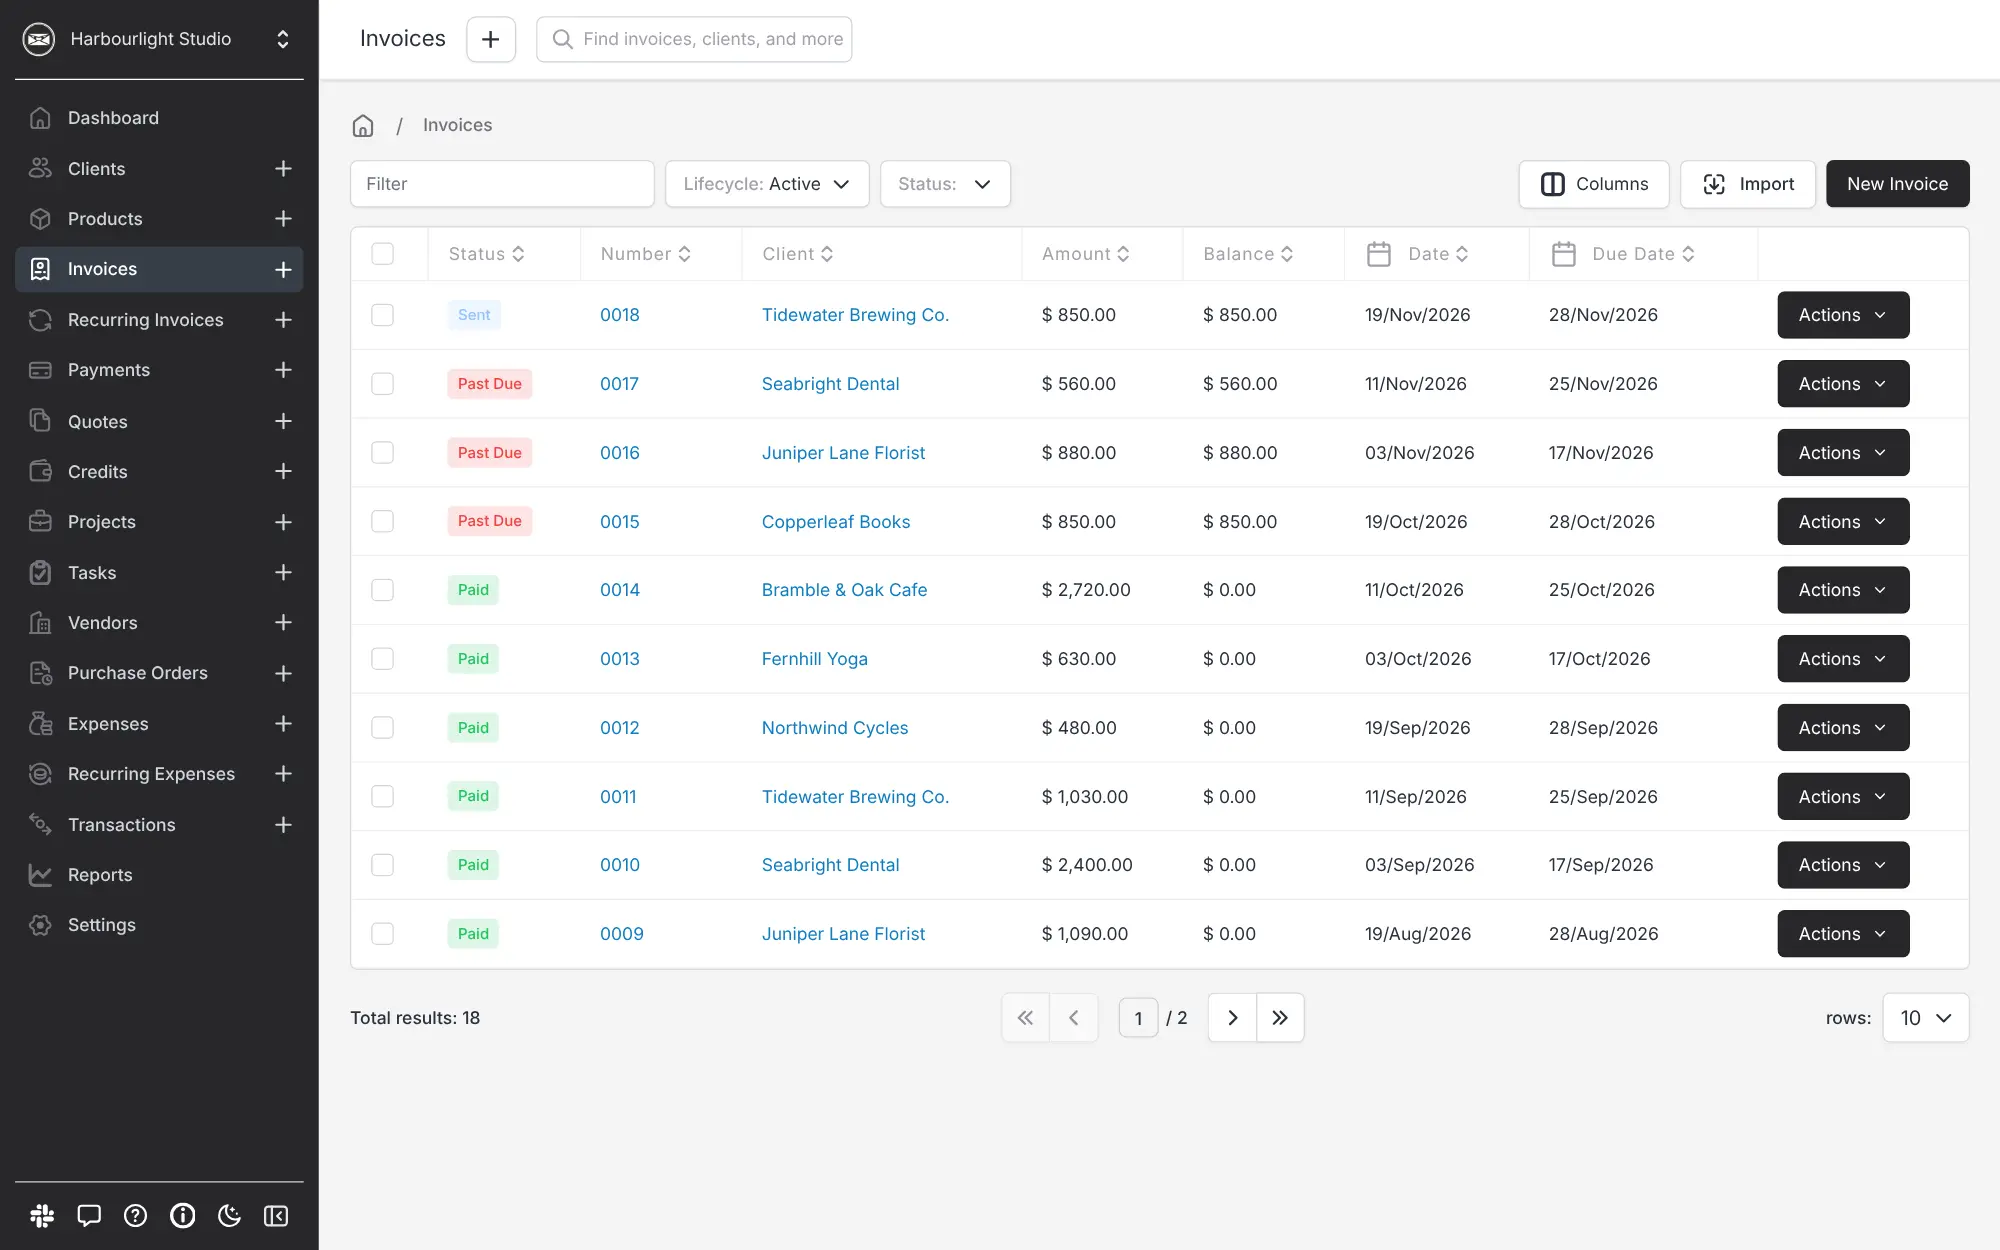 Harbourlight Studio
Invoices
Find invoices, clients, and more
Dashboard
Clients
Products
Invoices
Recurring Invoices
Payments
Quotes
Credits
Projects
Tasks
Vendors
Purchase Orders
Expenses
Recurring Expenses
Transactions
Reports
Settings
/ Invoices
Filter Lifecycle: Active Status: Columns Import New Invoice
Status Number Client Amount Balance Date Due Date
Sent 0018 Tidewater Brewing Co. $ 850.00 $ 850.00 19/Nov/2026 28/Nov/2026 Actions
Past Due 0017 Seabright Dental $ 560.00 $ 560.00 11/Nov/2026 25/Nov/2026 Actions
Past Due 0016 Juniper Lane Florist $ 880.00 $ 880.00 03/Nov/2026 17/Nov/2026 Actions
Past Due 0015 Copperleaf Books $ 850.00 $ 850.00 19/Oct/2026 28/Oct/2026 Actions
Paid 0014 Bramble & Oak Cafe $ 2,720.00 $ 0.00 11/Oct/2026 25/Oct/2026 Actions
Paid 0013 Fernhill Yoga $ 630.00 $ 0.00 03/Oct/2026 17/Oct/2026 Actions
Paid 0012 Northwind Cycles $ 480.00 $ 0.00 19/Sep/2026 28/Sep/2026 Actions
Paid 0011 Tidewater Brewing Co. $ 1,030.00 $ 0.00 11/Sep/2026 25/Sep/2026 Actions
Paid 0010 Seabright Dental $ 2,400.00 $ 0.00 03/Sep/2026 17/Sep/2026 Actions
Paid 0009 Juniper Lane Florist $ 1,090.00 $ 0.00 19/Aug/2026 28/Aug/2026 Actions
Total results: 18 1 / 2 rows: 10